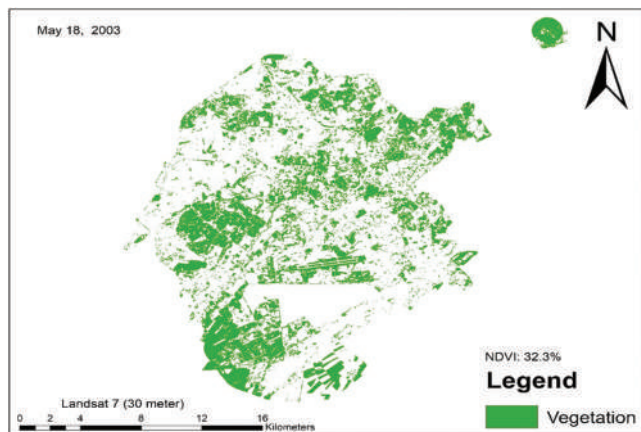 May 18, 2003
N
NDVI: 32.3%
Legend
Vegetation
Landsat 7 (30 meter)
0 2 4 8 12 16
Kilometers